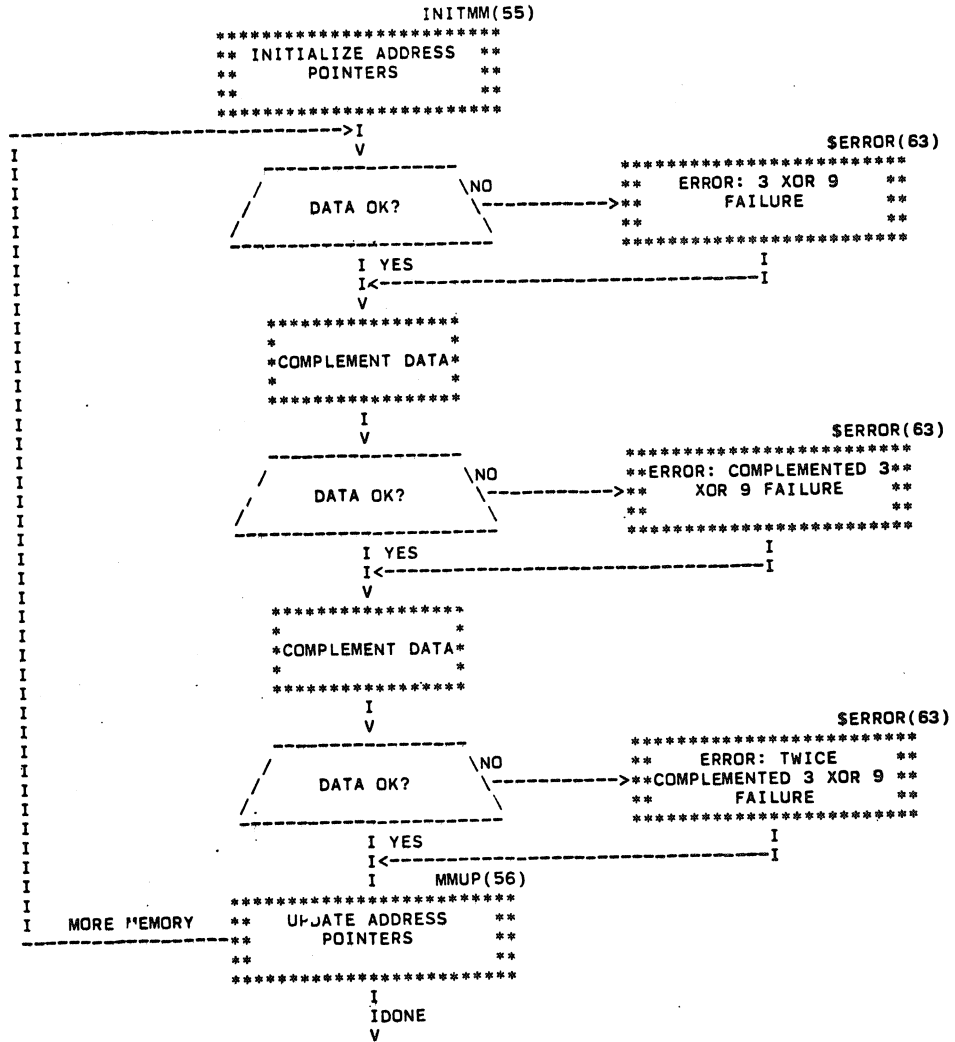 INITMM(55)
INITIALIZE ADDRESS
POINTERS
$ERROR(63)
DATA OK?
NO
ERROR: 3 XOR 9
FAILURE
YES
COMPLEMENT DATA
$ERROR(63)
DATA OK?
NO
ERROR: COMPLEMENTED 3
XOR 9 FAILURE
YES
COMPLEMENT DATA
$ERROR(63)
DATA OK?
NO
ERROR: TWICE
COMPLEMENTED 3 XOR 9
FAILURE
YES
MMUP(56)
MORE MEMORY
UPDATE ADDRESS
POINTERS
DONE